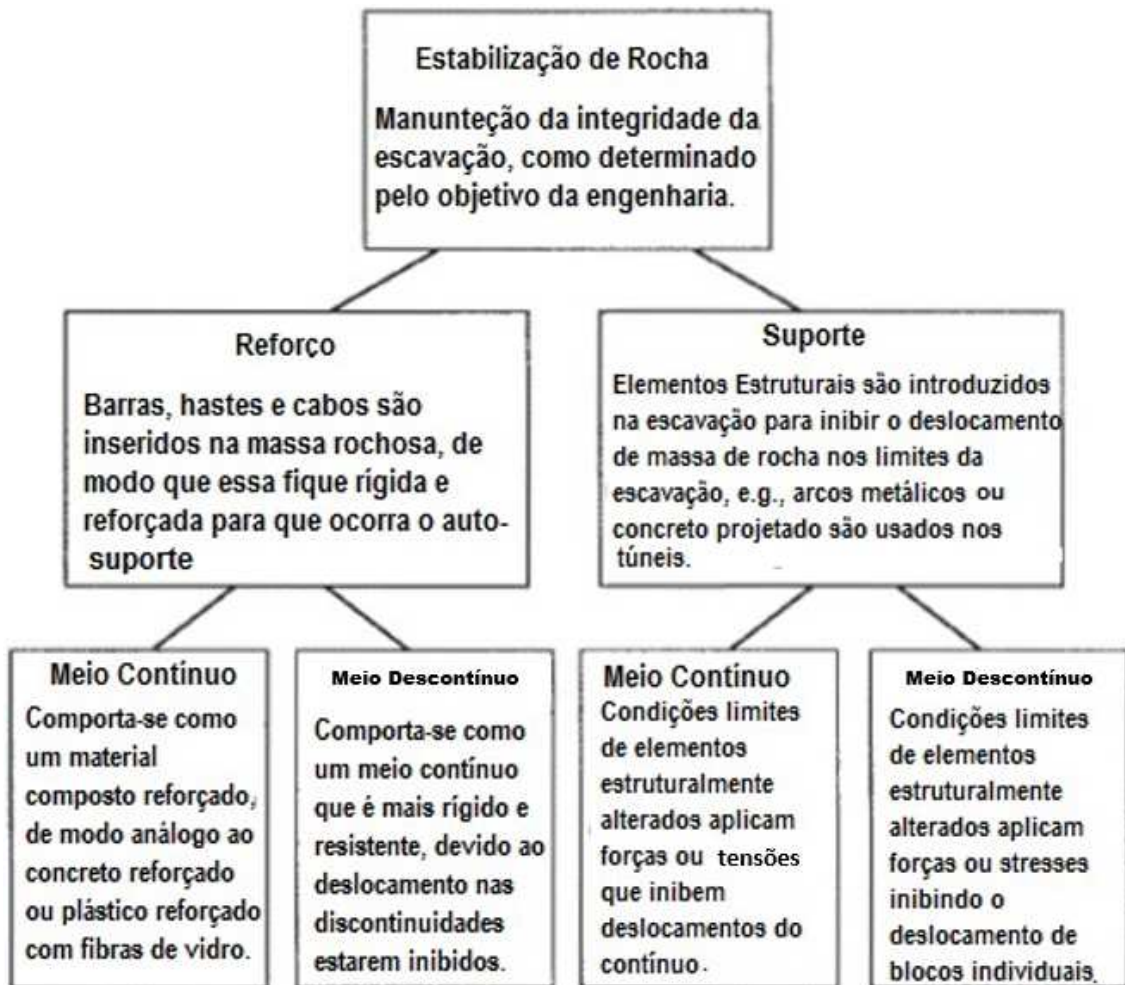 Estabilização de Rocha
Manunteção da integridade da
escavação, como determinado
pelo objetivo da engenharia.
Reforço
Barras, hastes e cabos são
inseridos na massa rochosa, de
modo que essa fique rígida e
reforçada para que ocorra o auto-
suporte
Suporte
Elementos Estruturais são introduzidos
na escavação para inibir o deslocamento
de massa de rocha nos limites da
escavação, e.g., arcos metálicos ou
concreto projetado são usados nos
túneis.
Meio Contínuo
Comporta-se como
um material
composto reforçado,
de modo análogo ao
concreto reforçado
ou plástico reforçado
com fibras de vidro.
Meio Descontínuo
Comporta-se como
um meio contínuo
que é mais rígido e
resistente, devido ao
deslocamento nas
discontinuidades
estarem inibidos.
Meio Contínuo
Condições limites
de elementos
estruturalmente
alterados aplicam
forças ou tensões
que inibem
deslocamentos do
contínuo.
Meio Descontínuo
Condições limites
de elementos
estruturalmente
alterados aplicam
forças ou stresses
inibindo o
deslocamento de
blocos individuais.